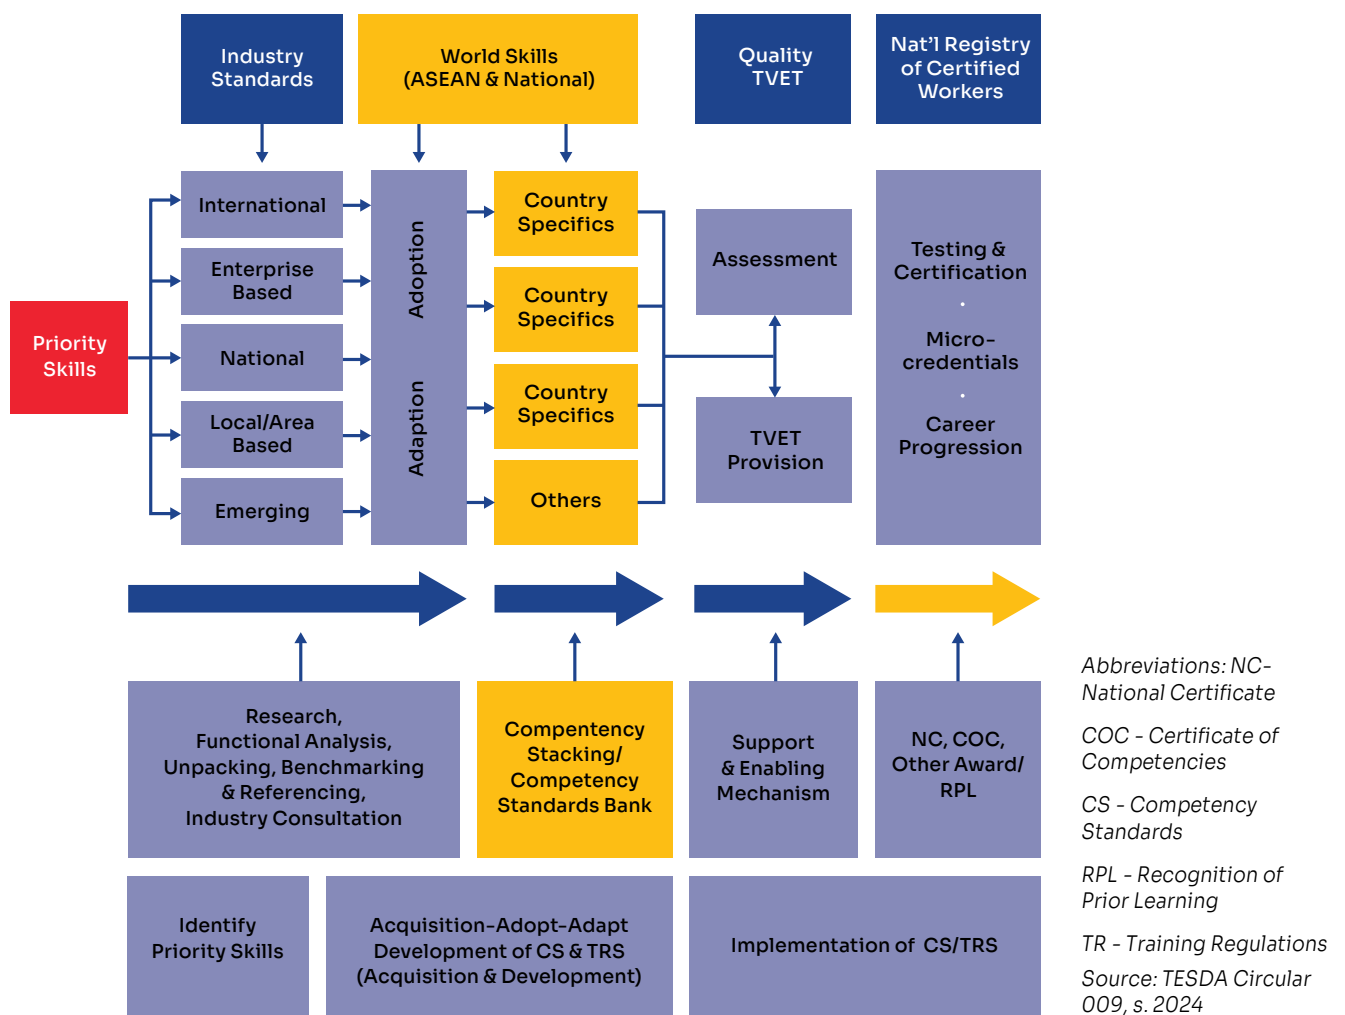 Industry
Standards
World Skills
(ASEAN & National)
Quality
TVET
Nat’l Registry
of Certified
Workers
Priority
Skills
International
Enterprise
Based
National
Local/Area
Based
Emerging
Adoption
Adaption
Country
Specifics
Country
Specifics
Country
Specifics
Others
Assessment
TVET
Provision
Testing &
Certification
·
Micro-
credentials
·
Career
Progression
Research,
Functional Analysis,
Unpacking, Benchmarking
& Referencing,
Industry Consultation
Compentency
Stacking/
Competency
Standards Bank
Support
& Enabling
Mechanism
NC, COC,
Other Award/
RPL
Identify
Priority Skills
Acquisition-Adopt-Adapt
Development of CS & TRS
(Acquisition & Development)
Implementation of CS/TRS
Abbreviations: NC-
National Certificate
COC - Certificate of
Competencies
CS - Competency
Standards
RPL - Recognition of
Prior Learning
TR - Training Regulations
Source: TESDA Circular
009, s. 2024